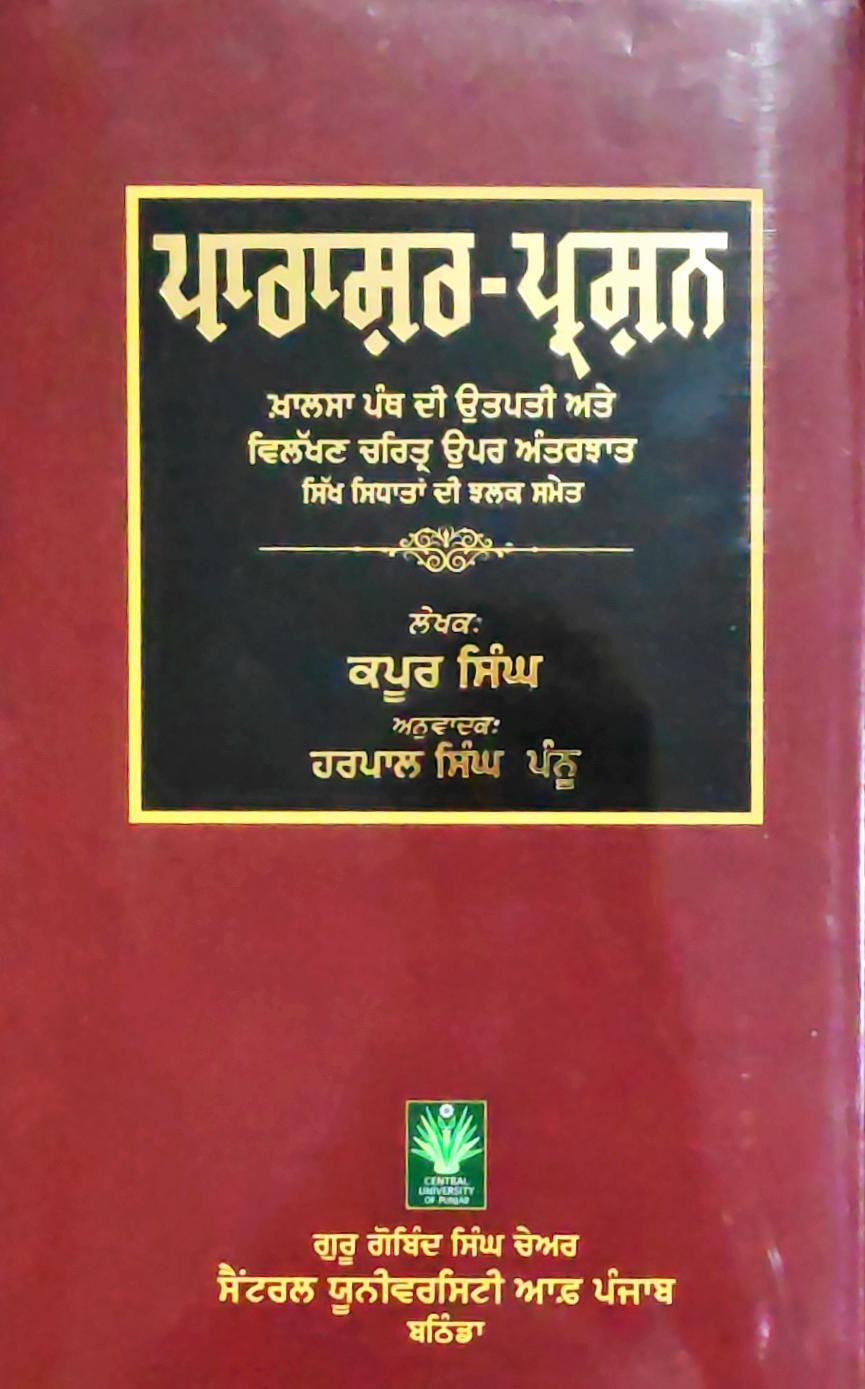 ਪਾਰਾਸ਼ਰ-ਪ੍ਰਸ਼ਨ
ਖ਼ਾਲਸਾ ਪੰਥ ਦੀ ਉਤਪਤੀ ਅਤੇ
ਵਿਲੱਖਣ ਚਰਿਤ੍ਰ ਉਪਰ ਅੰਤਰਝਾਤ
ਸਿੱਖ ਸਿਧਾਤਾਂ ਦੀ ਝਲਕ ਸਮੇਤ
ਲੇਖਕ:
ਕਪੂਰ ਸਿੰਘ
ਅਨੁਵਾਦਕ:
ਹਰਪਾਲ ਸਿੰਘ ਪੰਨੂ
CENTRAL
UNIVERSITY
OF PUNJAB
ਗੁਰੂ ਗੋਬਿੰਦ ਸਿੰਘ ਚੇਅਰ
ਸੈਂਟਰਲ ਯੂਨੀਵਰਸਿਟੀ ਆਫ਼ ਪੰਜਾਬ
ਬਠਿੰਡਾ